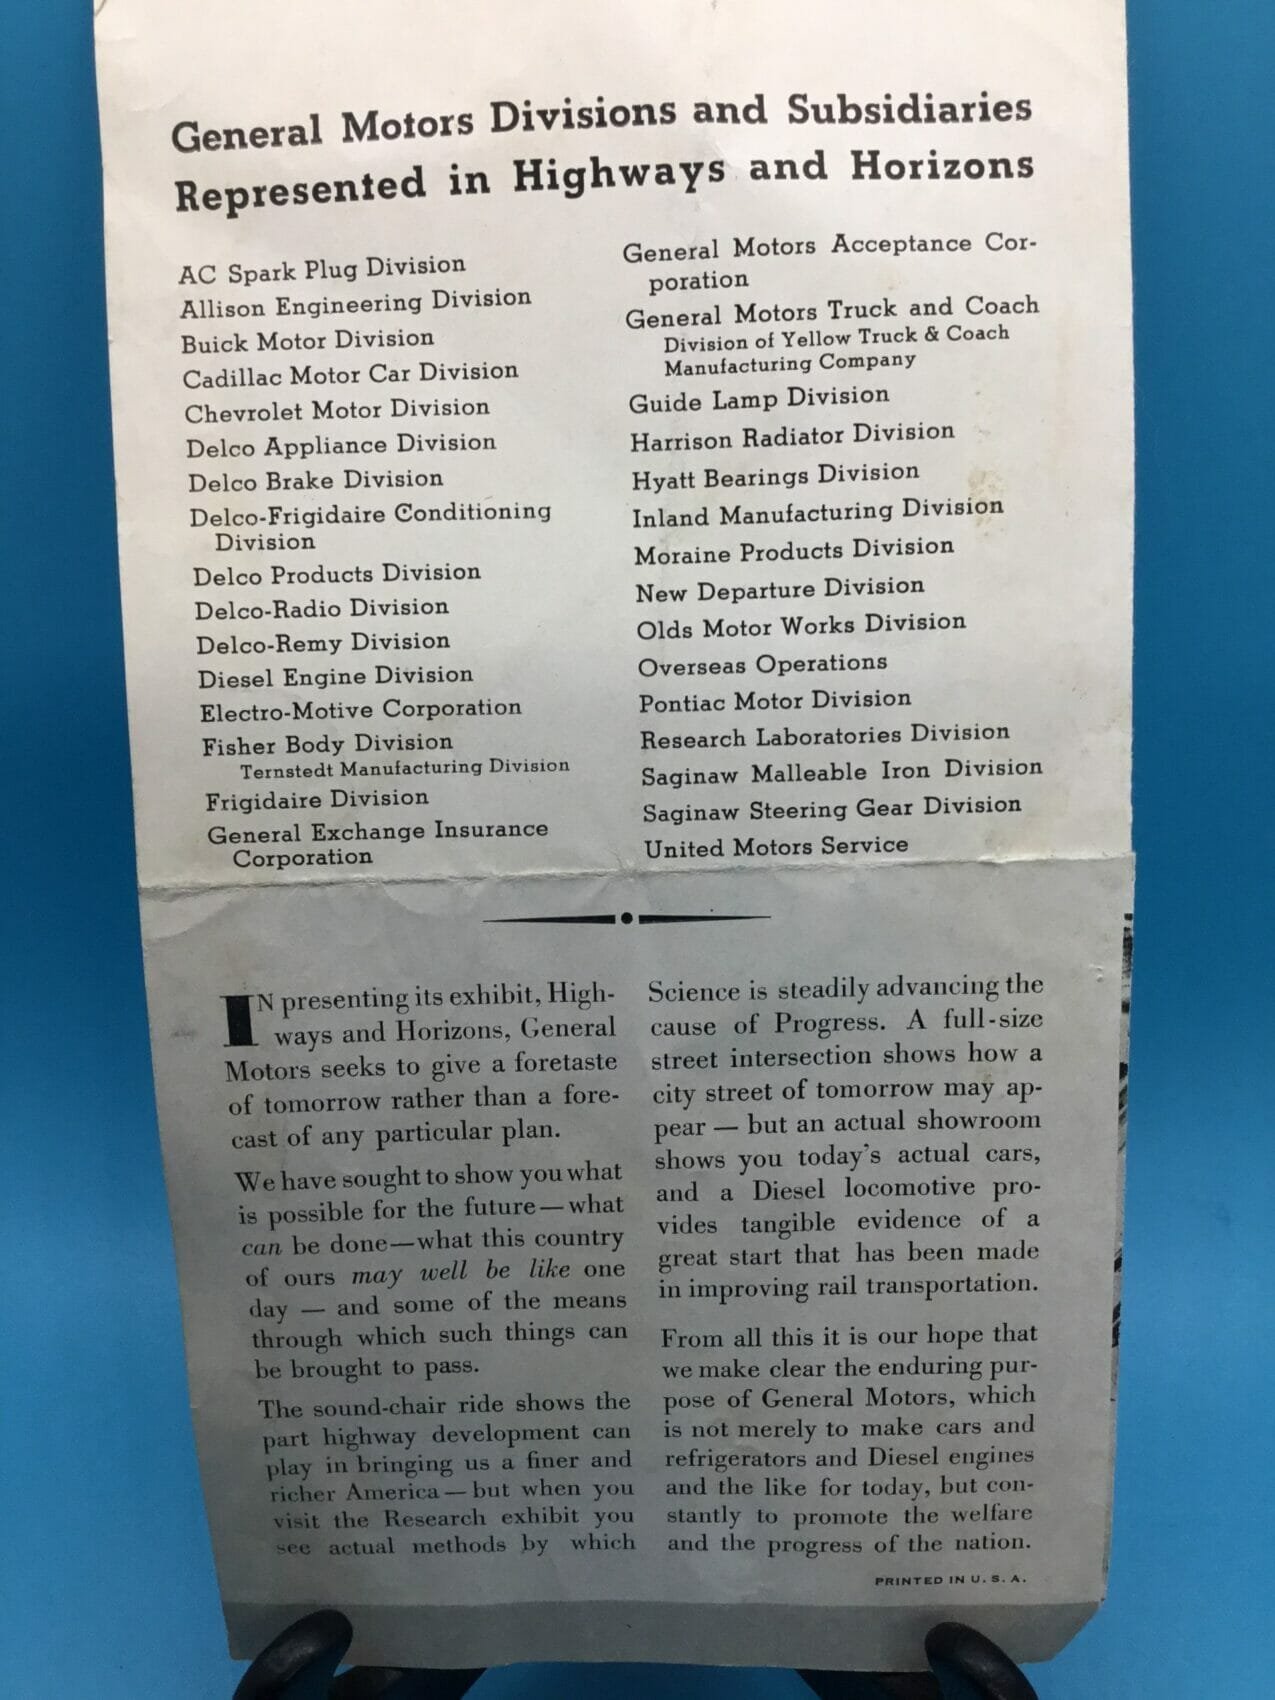 General Motors Divisions and Subsidiaries
Represented in Highways and Horizons
AC Spark Plug Division
Allison Engineering Division
Buick Motor Division
Cadillac Motor Car Division
Chevrolet Motor Division
Delco Appliance Division
Delco Brake Division
Delco-Frigidaire Conditioning
Division
Delco Products Division
Delco-Radio Division
Delco-Remy Division
Diesel Engine Division
Electro-Motive Corporation
Fisher Body Division
Ternstedt Manufacturing Division
Frigidaire Division
General Exchange Insurance
Corporation
General Motors Acceptance Cor-
poration
General Motors Truck and Coach
Division of Yellow Truck & Coach
Manufacturing Company
Guide Lamp Division
Harrison Radiator Division
Hyatt Bearings Division
Inland Manufacturing Division
Moraine Products Division
New Departure Division
Olds Motor Works Division
Overseas Operations
Pontiac Motor Division
Research Laboratories Division
Saginaw Malleable Iron Division
Saginaw Steering Gear Division
United Motors Service
IN presenting its exhibit, High-
ways and Horizons, General
Motors seeks to give a foretaste
of tomorrow rather than a fore-
cast of any particular plan.
We have sought to show you what
is possible for the future—what
can be done—what this country
of ours may well be like one
day — and some of the means
through which such things can
be brought to pass.
The sound-chair ride shows the
part highway development can
play in bringing us a finer and
richer America—but when you
visit the Research exhibit you
see actual methods by which
Science is steadily advancing the
cause of Progress. A full-size
street intersection shows how a
city street of tomorrow may ap-
pear — but an actual showroom
shows you today's actual cars,
and a Diesel locomotive pro-
vides tangible evidence of a
great start that has been made
in improving rail transportation.
From all this it is our hope that
we make clear the enduring pur-
pose of General Motors, which
is not merely to make cars and
refrigerators and Diesel engines
and the like for today, but con-
stantly to promote the welfare
and the progress of the nation.
PRINTED IN U. S. A.